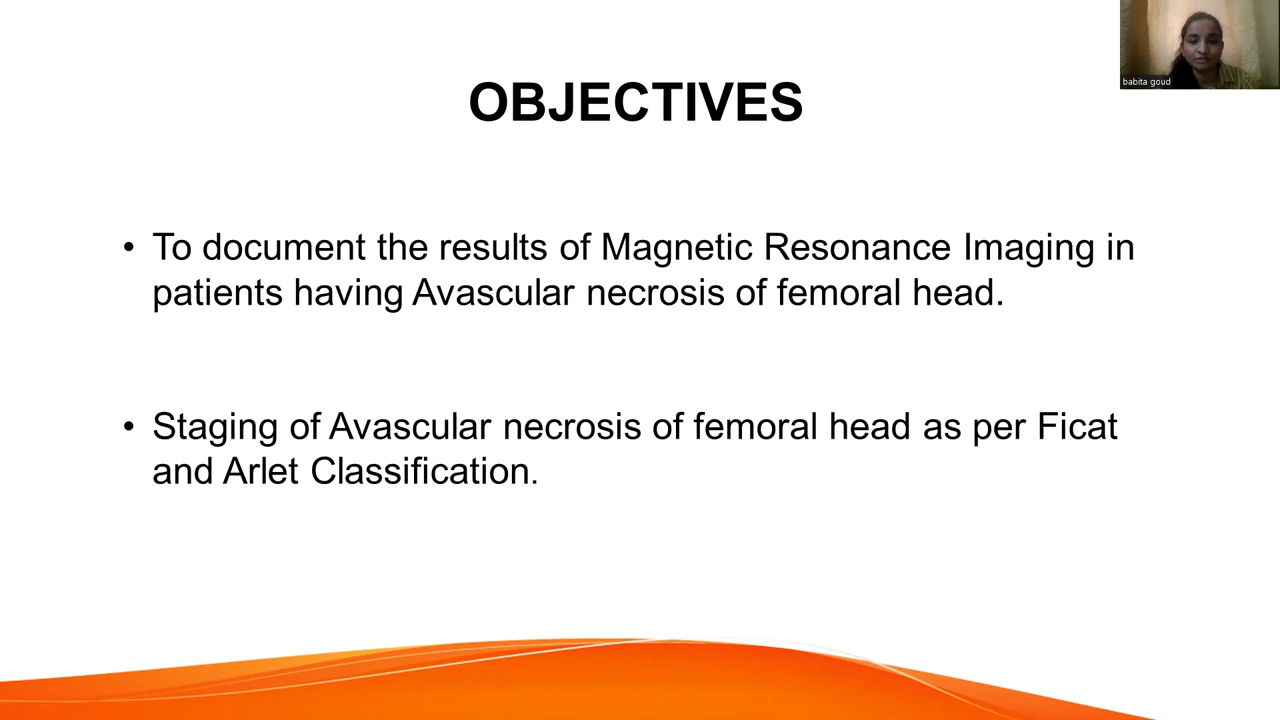 babita goud
OBJECTIVES
• To document the results of Magnetic Resonance Imaging in
patients having Avascular necrosis of femoral head.
• Staging of Avascular necrosis of femoral head as per Ficat
and Arlet Classification.